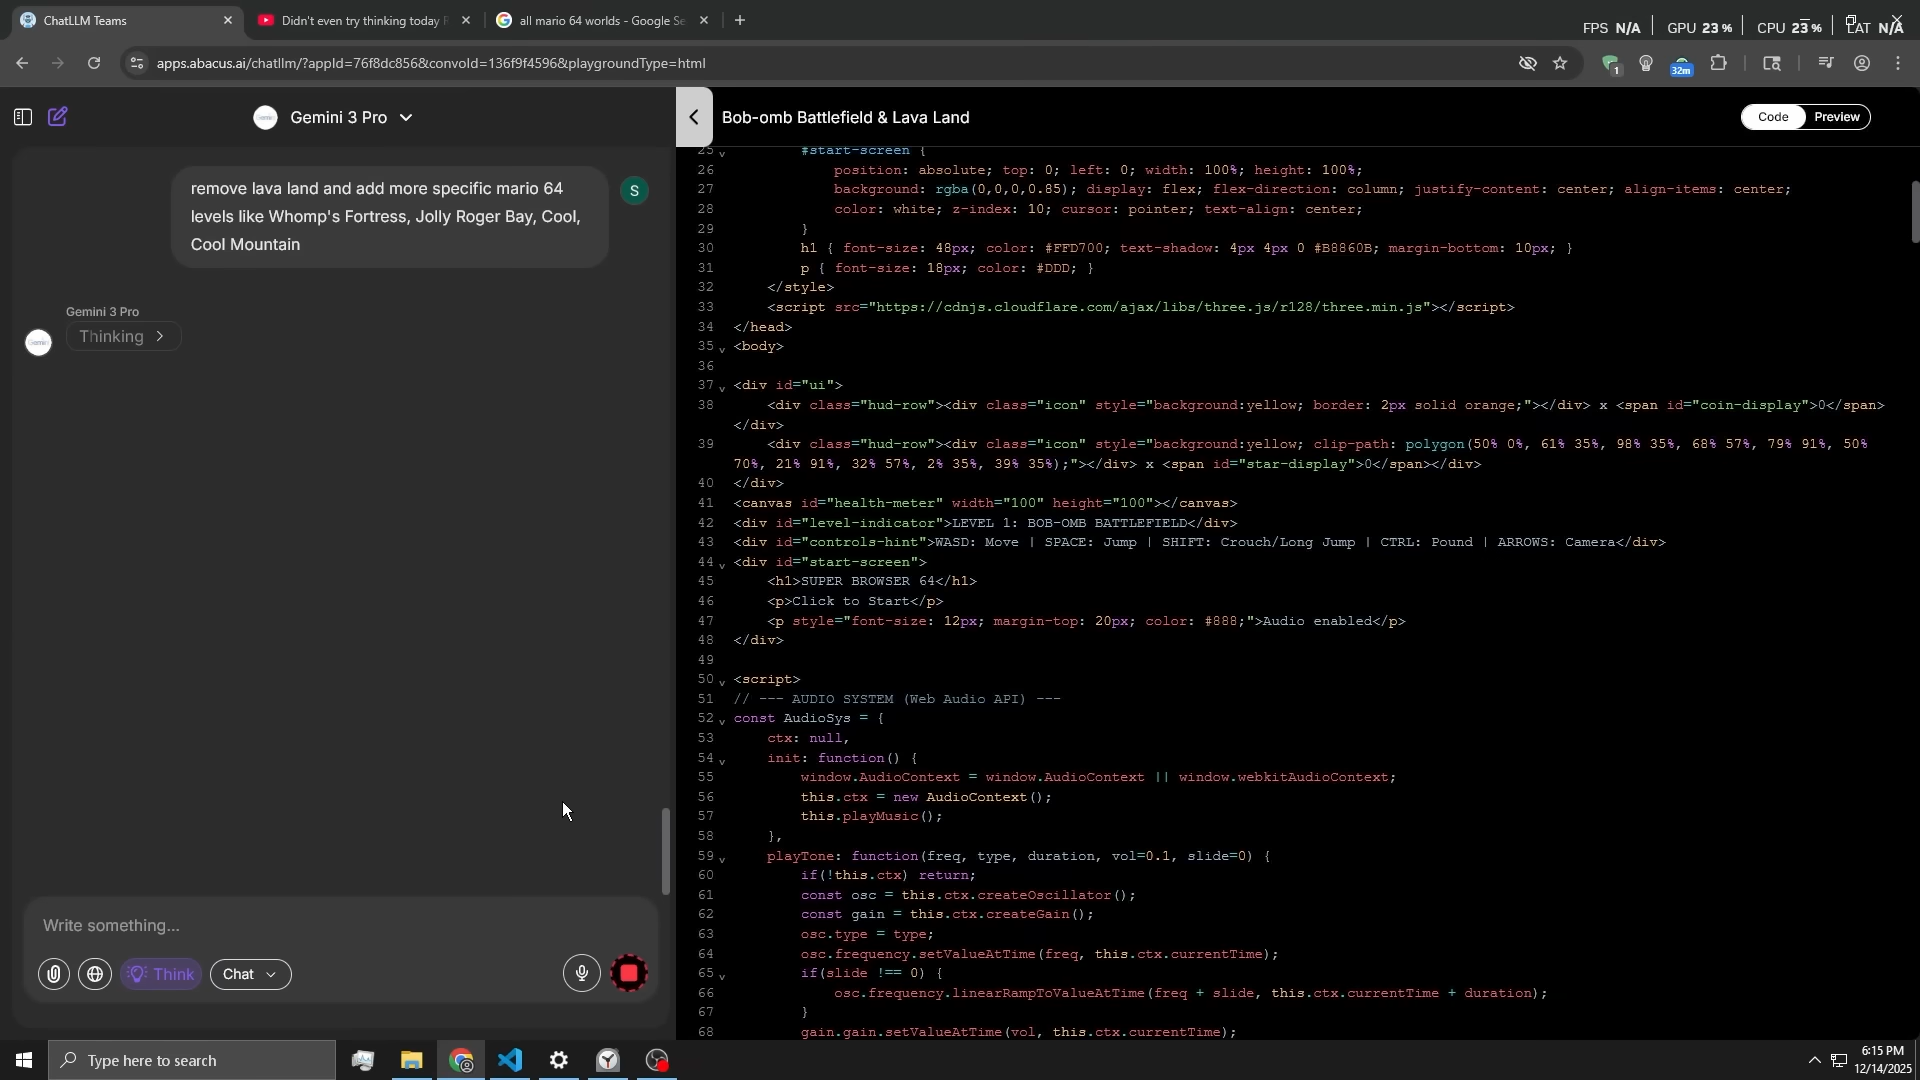 ChatLLM Teams
Didn't even try thinking today
all mario 64 worlds - Google Se
FPS N/A GPU 23 % CPU 23 % LAT N/A
apps.abacus.ai/chatllm/?appId=76f8dc856&convoId=136f9f4596&playgroundType=html
1
32m
Gemini 3 Pro
Bob-omb Battlefield & Lava Land
Code Preview
remove lava land and add more specific mario 64
levels like Whomp's Fortress, Jolly Roger Bay, Cool,
Cool Mountain
S
Gemini 3 Pro
Thinking
25 #start-screen {
26 position: absolute; top: 0; left: 0; width: 100%; height: 100%;
27 background: rgba(0,0,0,0.85); display: flex; flex-direction: column; justify-content: center; align-items: center;
28 color: white; z-index: 10; cursor: pointer; text-align: center;
29 }
30 h1 { font-size: 48px; color: #FFD700; text-shadow: 4px 4px 0 #B8860B; margin-bottom: 10px; }
31 p { font-size: 18px; color: #DDD; }
32 </style>
33 <script src="https://cdnjs.cloudflare.com/ajax/libs/three.js/r128/three.min.js"></script>
34 </head>
35 <body>
36
37 <div id="ui">
38 <div class="hud-row"><div class="icon" style="background:yellow; border: 2px solid orange;"></div> x <span id="coin-display">0</span>
</div>
39 <div class="hud-row"><div class="icon" style="background:yellow; clip-path: polygon(50% 0%, 61% 35%, 98% 35%, 68% 57%, 79% 91%, 50%
70%, 21% 91%, 32% 57%, 2% 35%, 39% 35%);"></div> x <span id="star-display">0</span></div>
40 </div>
41 <canvas id="health-meter" width="100" height="100"></canvas>
42 <div id="level-indicator">LEVEL 1: BOB-OMB BATTLEFIELD</div>
43 <div id="controls-hint">WASD: Move | SPACE: Jump | SHIFT: Crouch/Long Jump | CTRL: Pound | ARROWS: Camera</div>
44 <div id="start-screen">
45 <h1>SUPER BROWSER 64</h1>
46 <p>Click to Start</p>
47 <p style="font-size: 12px; margin-top: 20px; color: #888;">Audio enabled</p>
48 </div>
49
50 <script>
51 // --- AUDIO SYSTEM (Web Audio API) ---
52 const AudioSys = {
53 ctx: null,
54 init: function() {
55 window.AudioContext = window.AudioContext || window.webkitAudioContext;
56 this.ctx = new AudioContext();
57 this.playMusic();
58 },
59 playTone: function(freq, type, duration, vol=0.1, slide=0) {
60 if(!this.ctx) return;
61 const osc = this.ctx.createOscillator();
62 const gain = this.ctx.createGain();
63 osc.type = type;
64 osc.frequency.setValueAtTime(freq, this.ctx.currentTime);
65 if(slide !== 0) {
66 osc.frequency.linearRampToValueAtTime(freq + slide, this.ctx.currentTime + duration);
67 }
68 gain.gain.setValueAtTime(vol, this.ctx.currentTime);
Write something...
Think
Chat
Type here to search
6:15 PM
12/14/2025